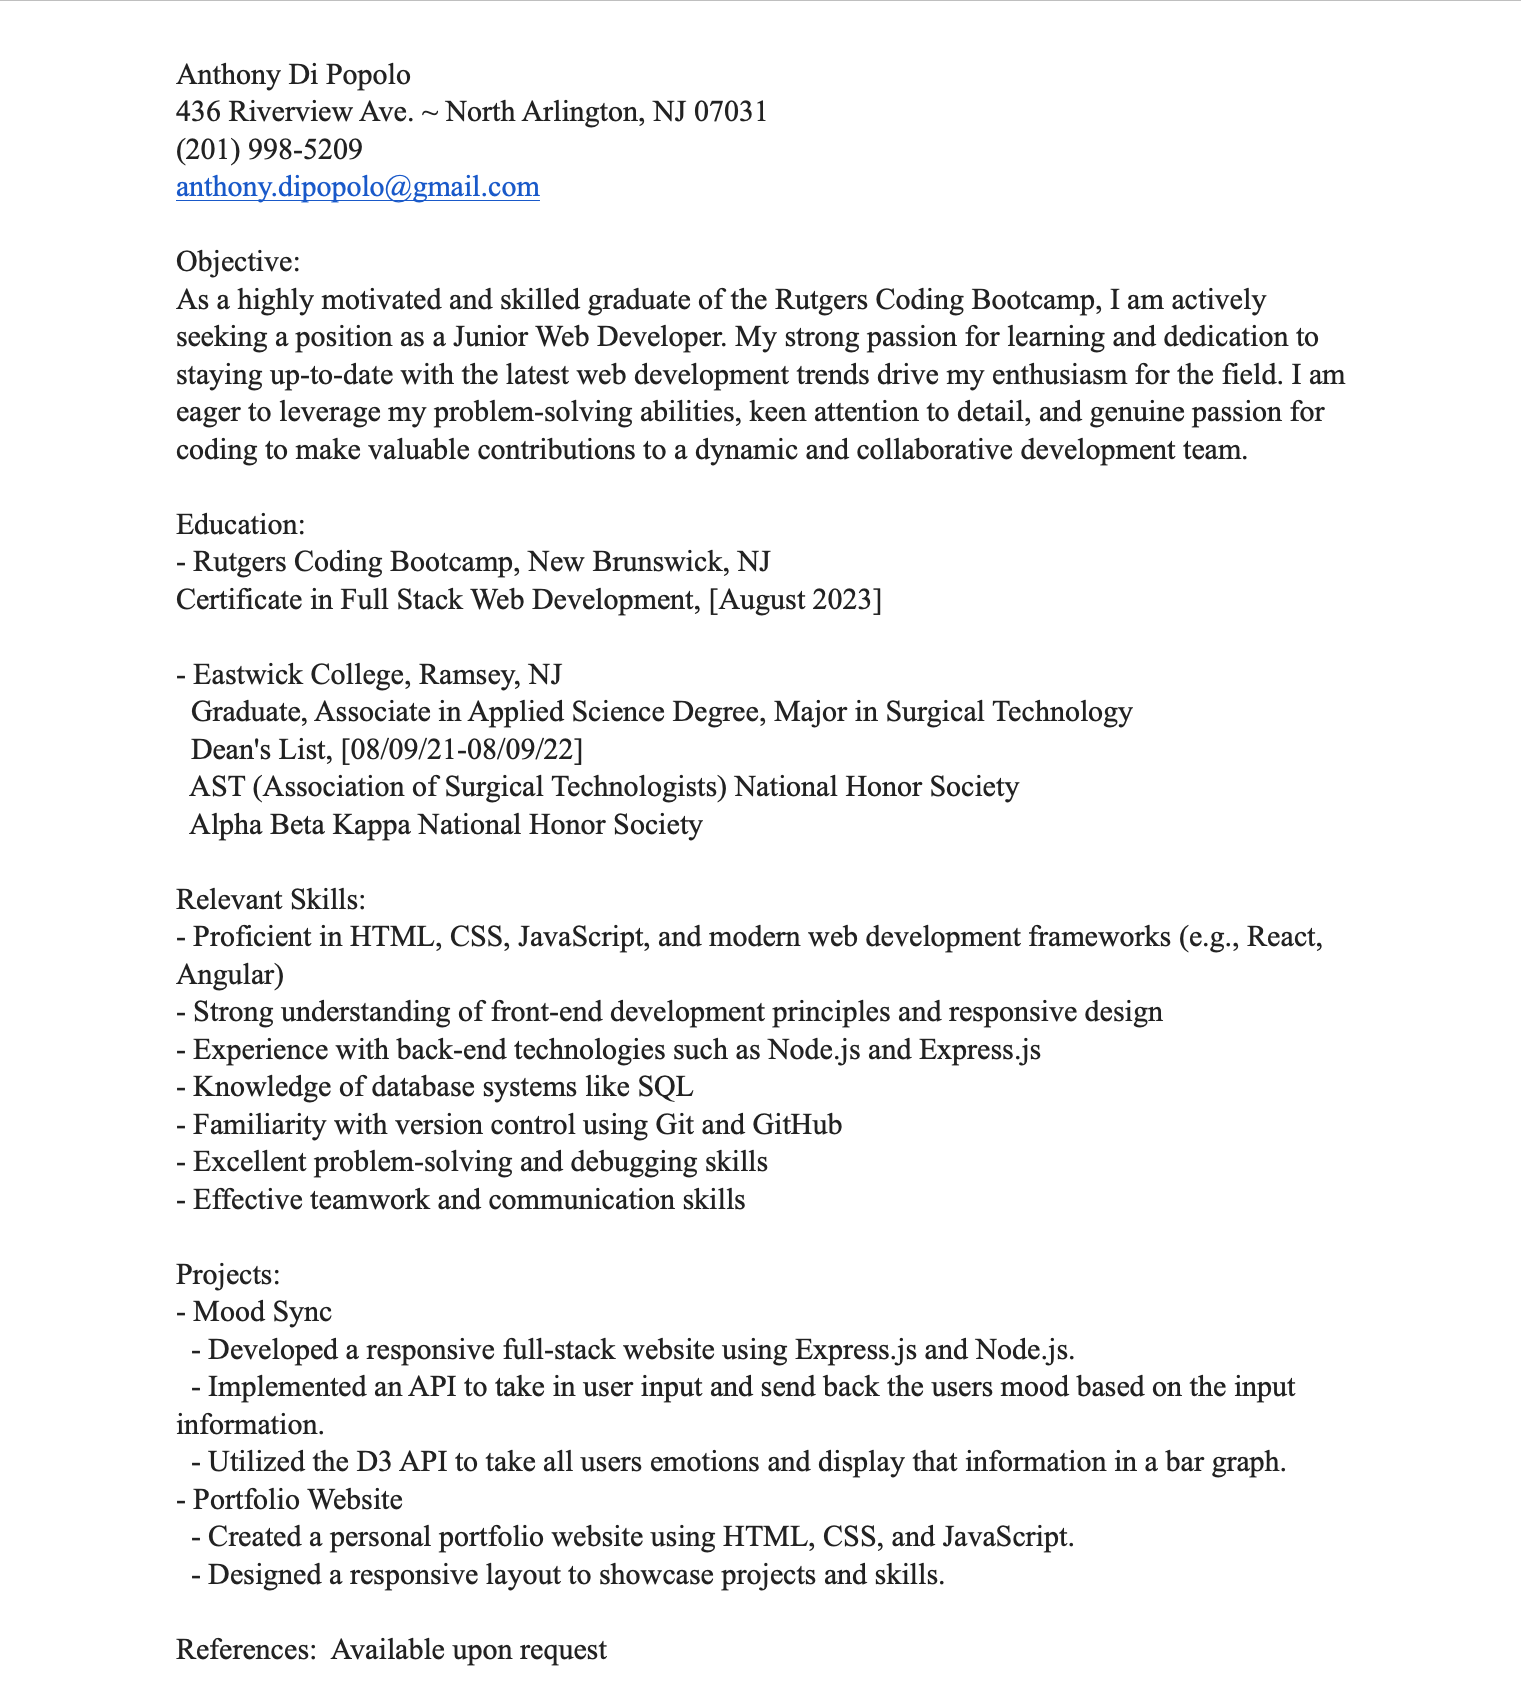 Anthony Di Popolo
436 Riverview Ave. ~ North Arlington, NJ 07031
(201) 998-5209
anthony.dipopolo@gmail.com
Objective:
As a highly motivated and skilled graduate of the Rutgers Coding Bootcamp, I am actively
seeking a position as a Junior Web Developer. My strong passion for learning and dedication to
staying up-to-date with the latest web development trends drive my enthusiasm for the field. I am
eager to leverage my problem-solving abilities, keen attention to detail, and genuine passion for
coding to make valuable contributions to a dynamic and collaborative development team.
Education:
- Rutgers Coding Bootcamp, New Brunswick, NJ
Certificate in Full Stack Web Development, [August 2023]
- Eastwick College, Ramsey, NJ
Graduate, Associate in Applied Science Degree, Major in Surgical Technology
Dean's List, [08/09/21-08/09/22]
AST (Association of Surgical Technologists) National Honor Society
Alpha Beta Kappa National Honor Society
Relevant Skills:
- Proficient in HTML, CSS, JavaScript, and modern web development frameworks (e.g., React,
Angular)
- Strong understanding of front-end development principles and responsive design
- Experience with back-end technologies such as Node.js and Express.js
- Knowledge of database systems like SQL
- Familiarity with version control using Git and GitHub
- Excellent problem-solving and debugging skills
- Effective teamwork and communication skills
Projects:
- Mood Sync
- Developed a responsive full-stack website using Express.js and Node.js.
- Implemented an API to take in user input and send back the users mood based on the input
information.
- Utilized the D3 API to take all users emotions and display that information in a bar graph.
- Portfolio Website
- Created a personal portfolio website using HTML, CSS, and JavaScript.
- Designed a responsive layout to showcase projects and skills.
References:  Available upon request